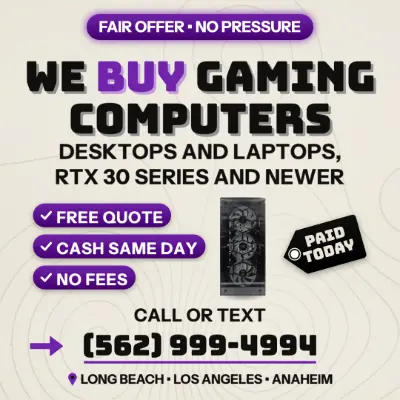 FAIR OFFER • NO PRESSURE
WE BUY GAMING
COMPUTERS
DESKTOPS AND LAPTOPS,
RTX 30 SERIES AND NEWER
✓ FREE QUOTE
✓ CASH SAME DAY
✓ NO FEES
PAID
TODAY
CALL OR TEXT
(562) 999-4994
LONG BEACH • LOS ANGELES • ANAHEIM